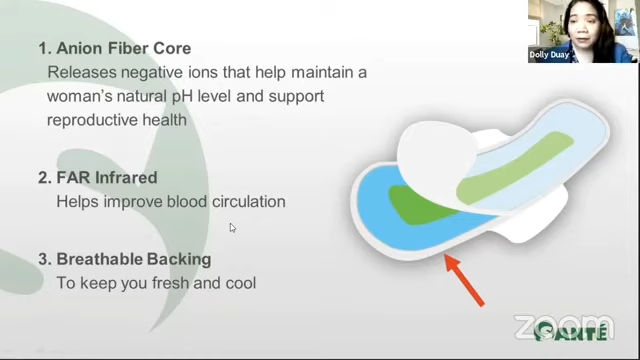 Dolly Duay
1. Anion Fiber Core
Releases negative ions that help maintain a
woman's natural pH level and support
reproductive health
2. FAR Infrared
Helps improve blood circulation
3. Breathable Backing
To keep you fresh and cool
zoom
SANTÉ